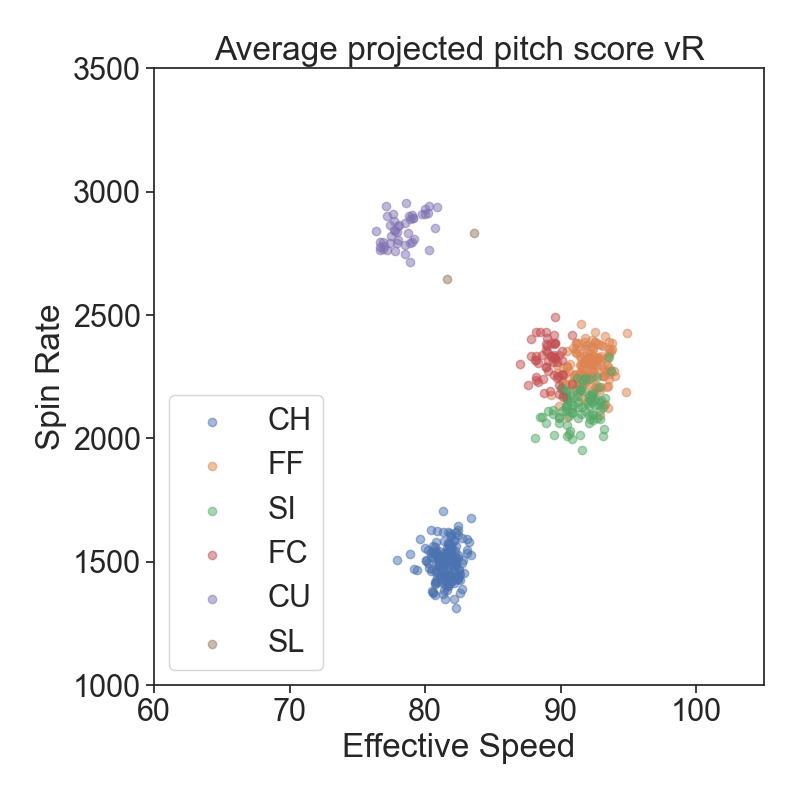 Average projected pitch score vR
3500
3000
2500
2000
1500
1000
Spin Rate
CH
FF
SI
FC
CU
SL
60 70 80 90 100
Effective Speed